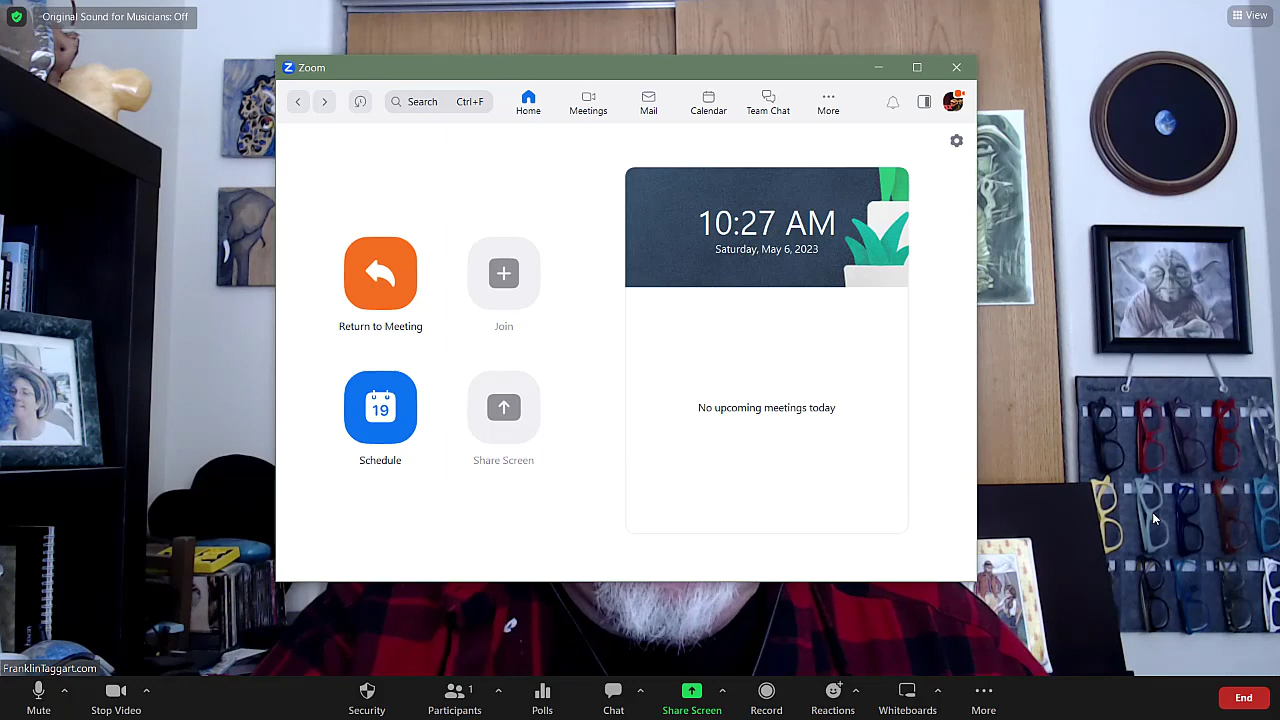 Original Sound for Musicians: Off
View
Zoom
Search Ctrl+F
Home
Meetings
Mail
Calendar
Team Chat
More
10:27 AM
Saturday, May 6, 2023
Return to Meeting
Join
No upcoming meetings today
19
Schedule
Share Screen
FranklinTaggart.com
Mute
Stop Video
Security
Participants
1
Polls
Chat
Share Screen
Record
Reactions
Whiteboards
More
End